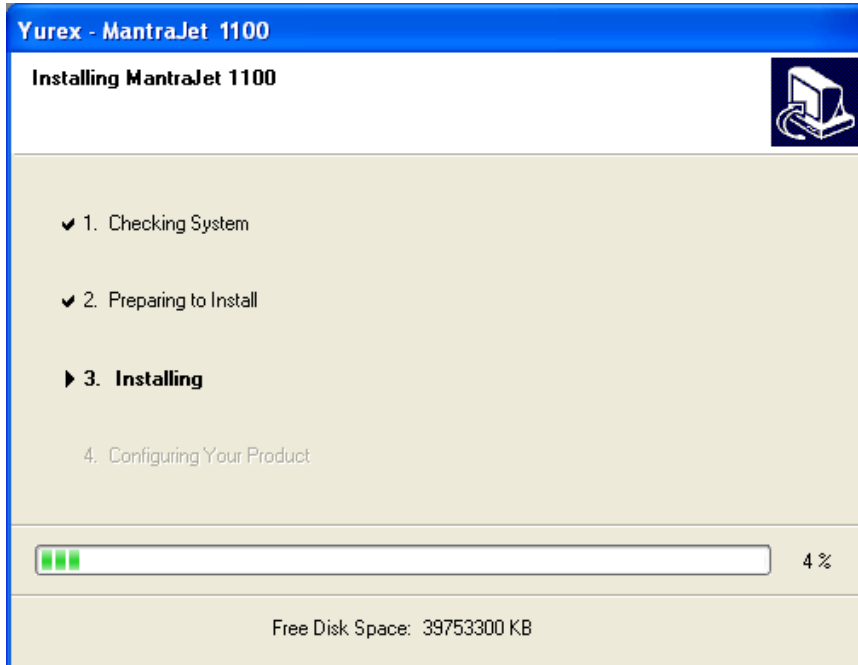 Yurex - MantraJet 1100
Installing MantraJet 1100
✔ 1. Checking System
✔ 2. Preparing to Install
▶ 3. Installing
4. Configuring Your Product
4 %
Free Disk Space: 39753300 KB